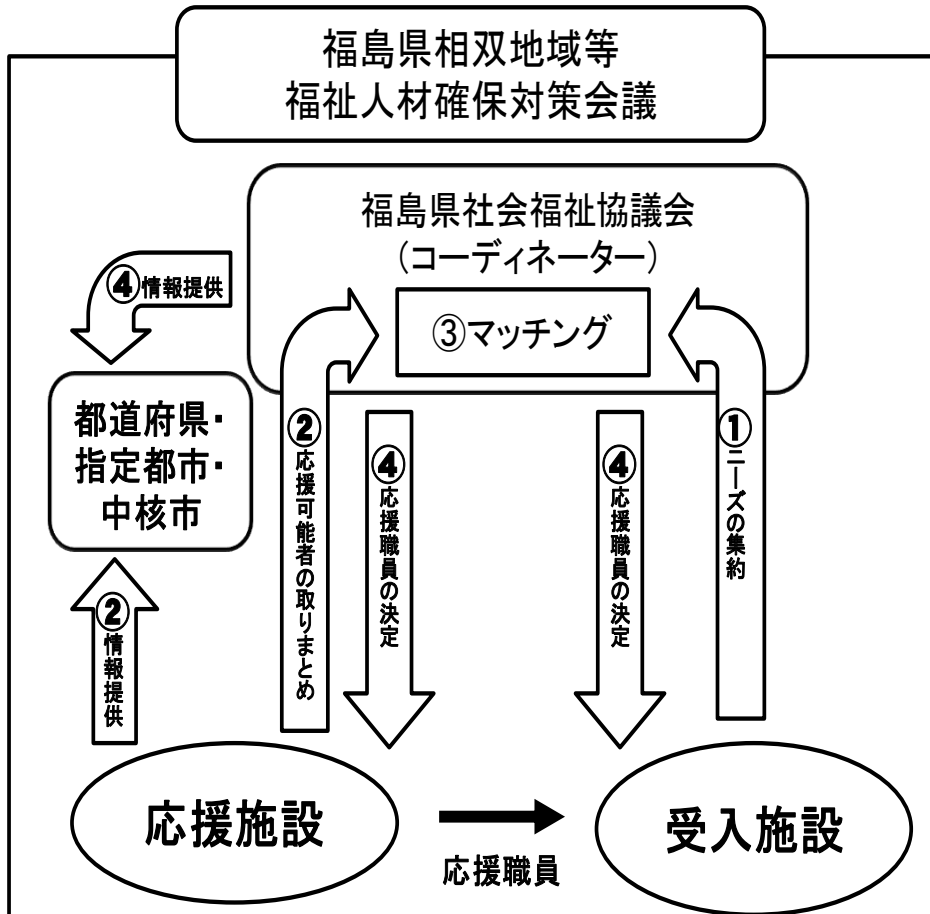 福島県相双地域等
福祉人材確保対策会議
福島県社会福祉協議会
(コーディネーター)
③マッチング
④情報提供
都道府県・
指定都市・
中核市
②情報提供
②応援可能者の取りまとめ
④応援職員の決定
④応援職員の決定
①ニーズの集約
応援施設
応援職員
受入施設